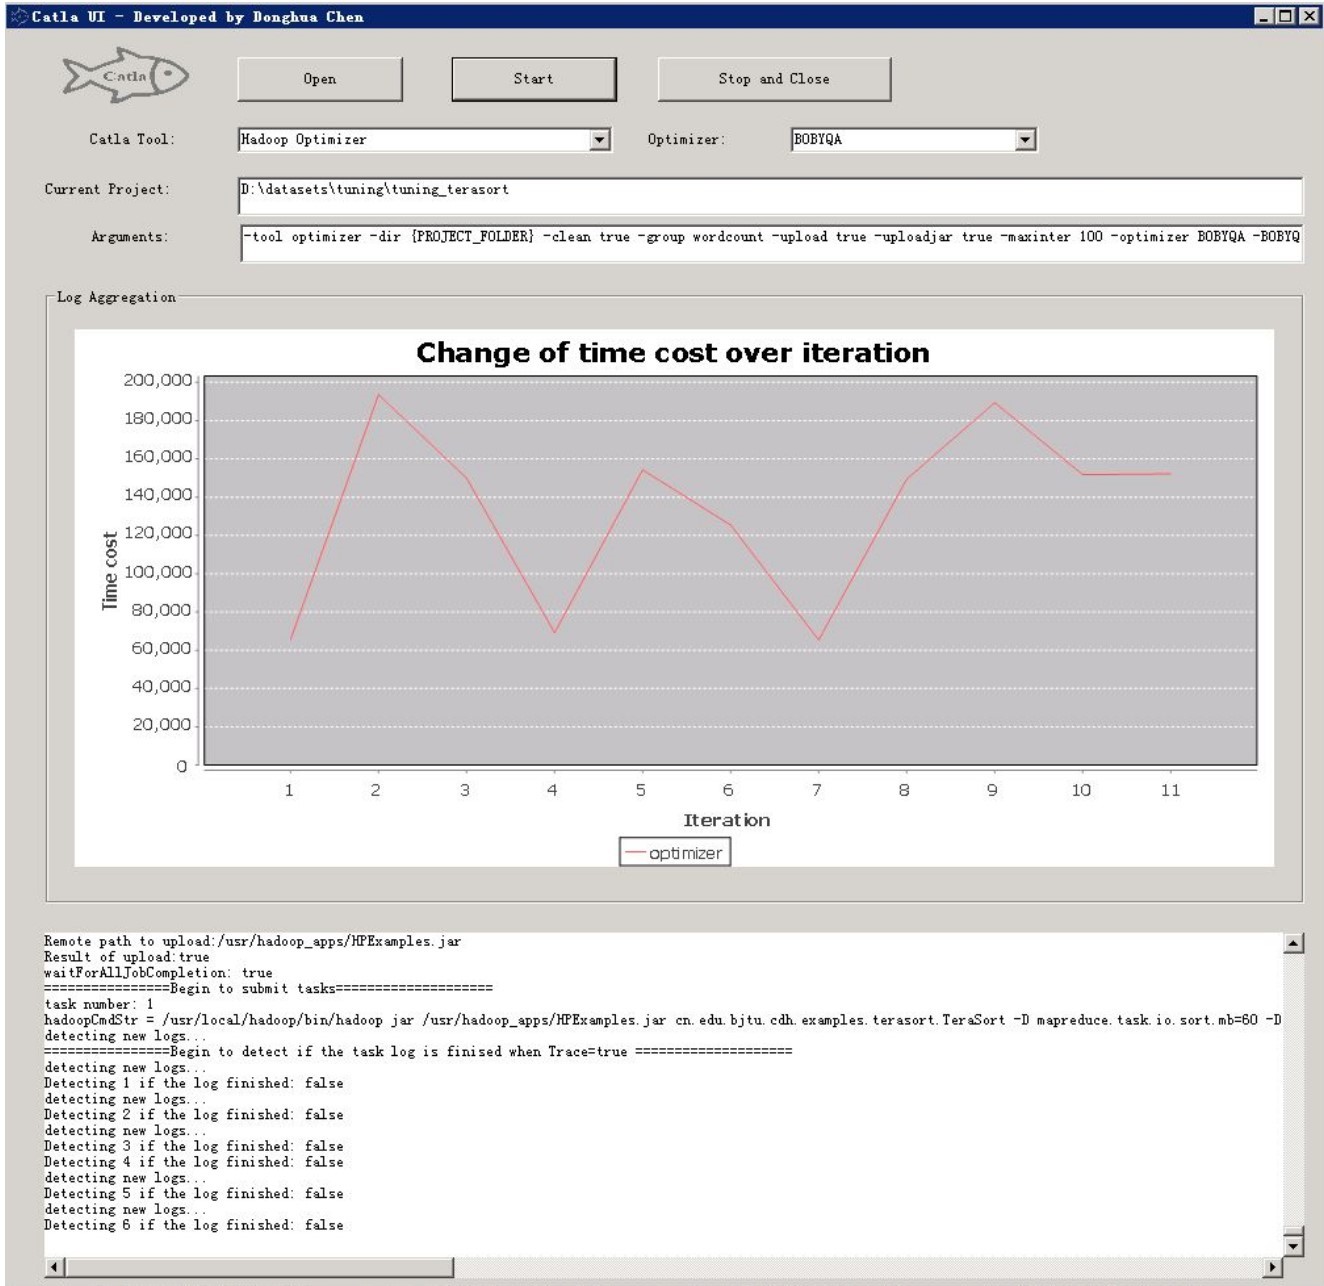 Catla UI - Developed by Donghua Chen
Catla
Open
Start
Stop and Close
Catla Tool:
Hadoop Optimizer
Optimizer:
BOBYQA
Current Project:
D:\datasets\tuning\tuning_terasort
Arguments:
-tool optimizer -dir {PROJECT_FOLDER} -clean true -group wordcount -upload true -uploadjar true -maxinter 100 -optimizer BOBYQA -BOBYQ
Log Aggregation
Change of time cost over iteration
200,000
180,000
160,000
140,000
120,000
100,000
80,000
60,000
40,000
20,000
0
Time cost
1 2 3 4 5 6 7 8 9 10 11
Iteration
optimizer
Remote path to upload:/usr/hadoop_apps/HPExamples.jar
Result of upload:true
waitForAllJobCompletion: true
================Begin to submit tasks====================
task number: 1
hadoopCmdStr = /usr/local/hadoop/bin/hadoop jar /usr/hadoop_apps/HPExamples.jar cn.edu.bjtu.cdh.examples.terasort.TeraSort -D mapreduce.task.io.sort.mb=60 -D
detecting new logs...
================Begin to detect if the task log is finised when Trace=true ====================
detecting new logs...
Detecting 1 if the log finished: false
detecting new logs...
Detecting 2 if the log finished: false
detecting new logs...
Detecting 3 if the log finished: false
Detecting 4 if the log finished: false
detecting new logs...
Detecting 5 if the log finished: false
detecting new logs...
Detecting 6 if the log finished: false